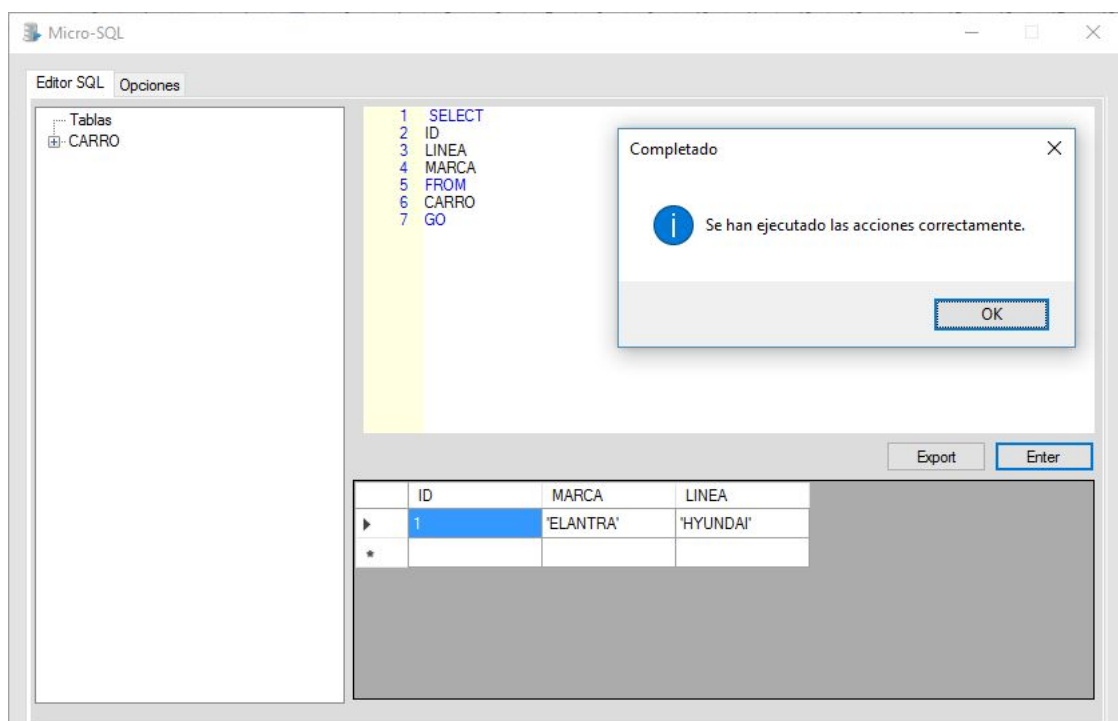 Micro-SQL
Editor SQL Opciones
Tablas
CARRO
1 SELECT
2 ID
3 LINEA
4 MARCA
5 FROM
6 CARRO
7 GO
Completado
Se han ejecutado las acciones correctamente.
OK
Export Enter
ID MARCA LINEA
1 'ELANTRA' 'HYUNDAI'